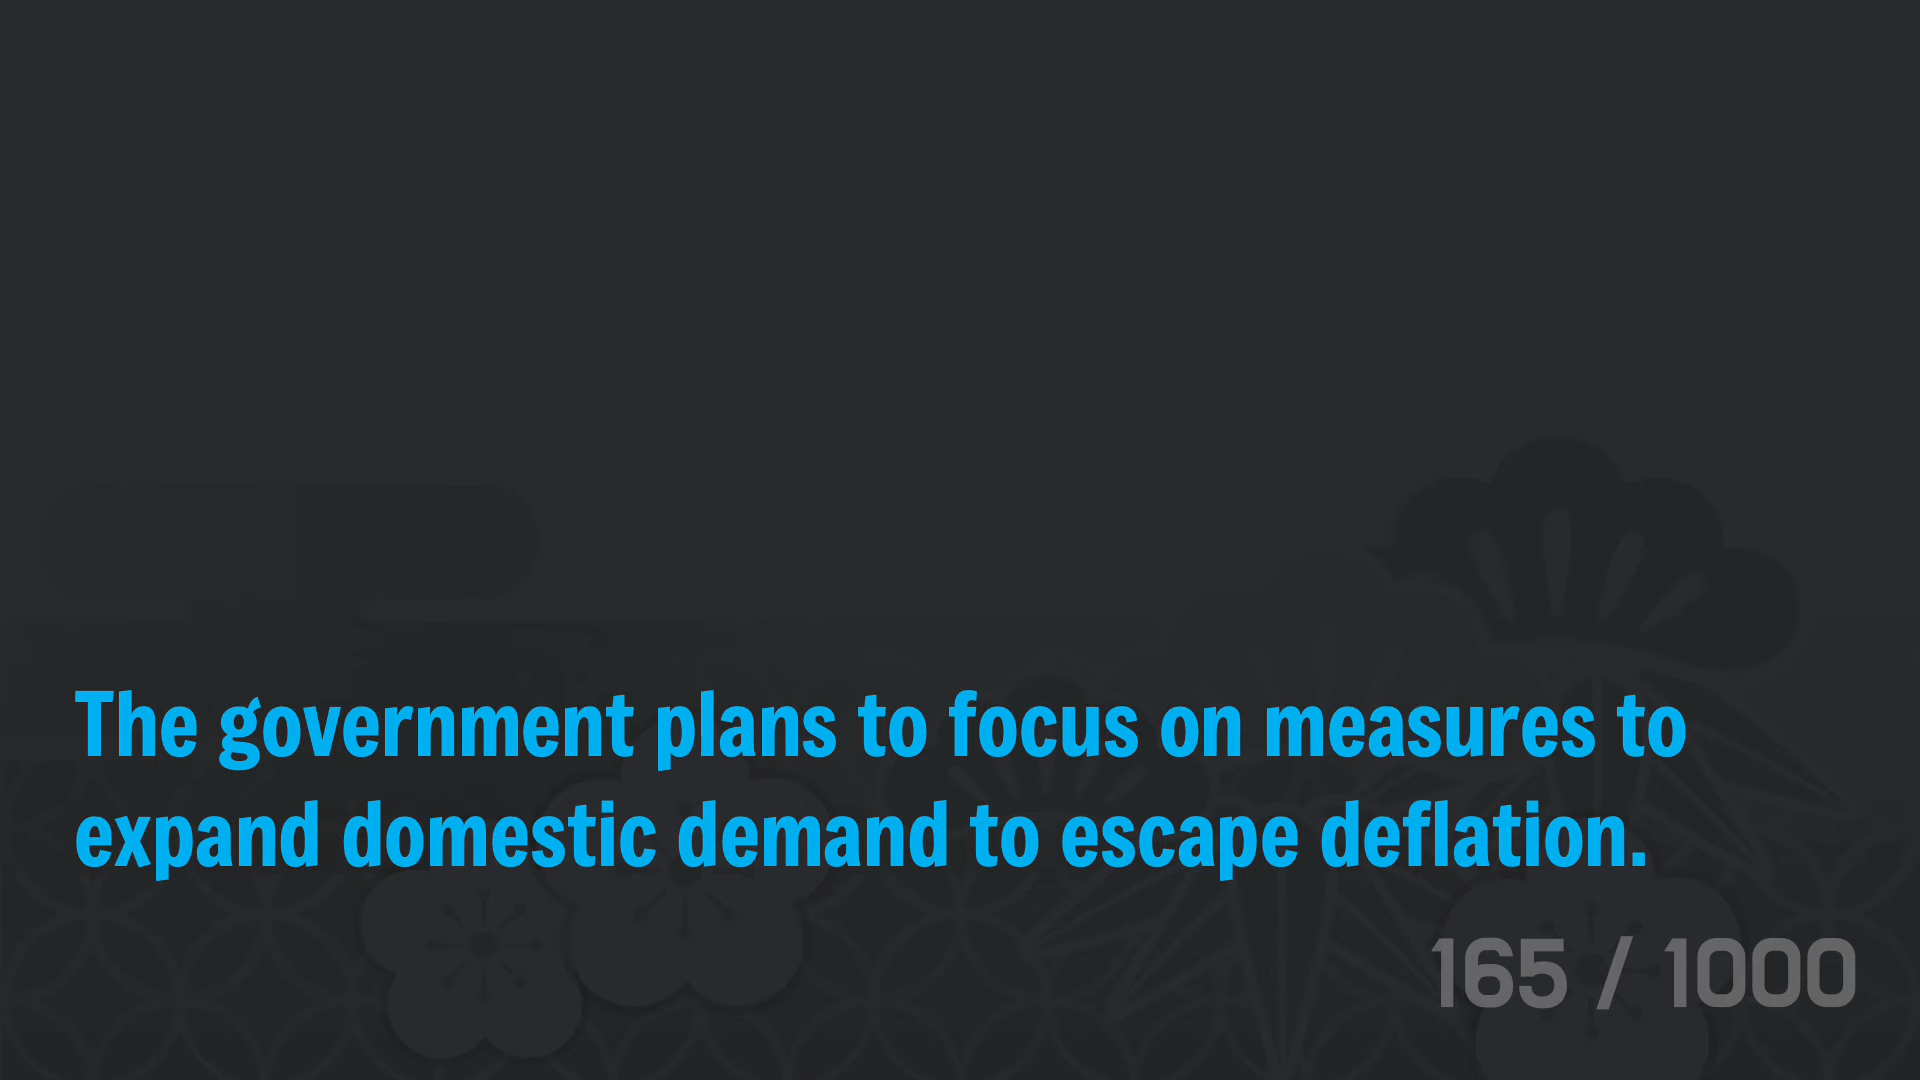 The government plans to focus on measures to
expand domestic demand to escape deflation.
165 / 1000